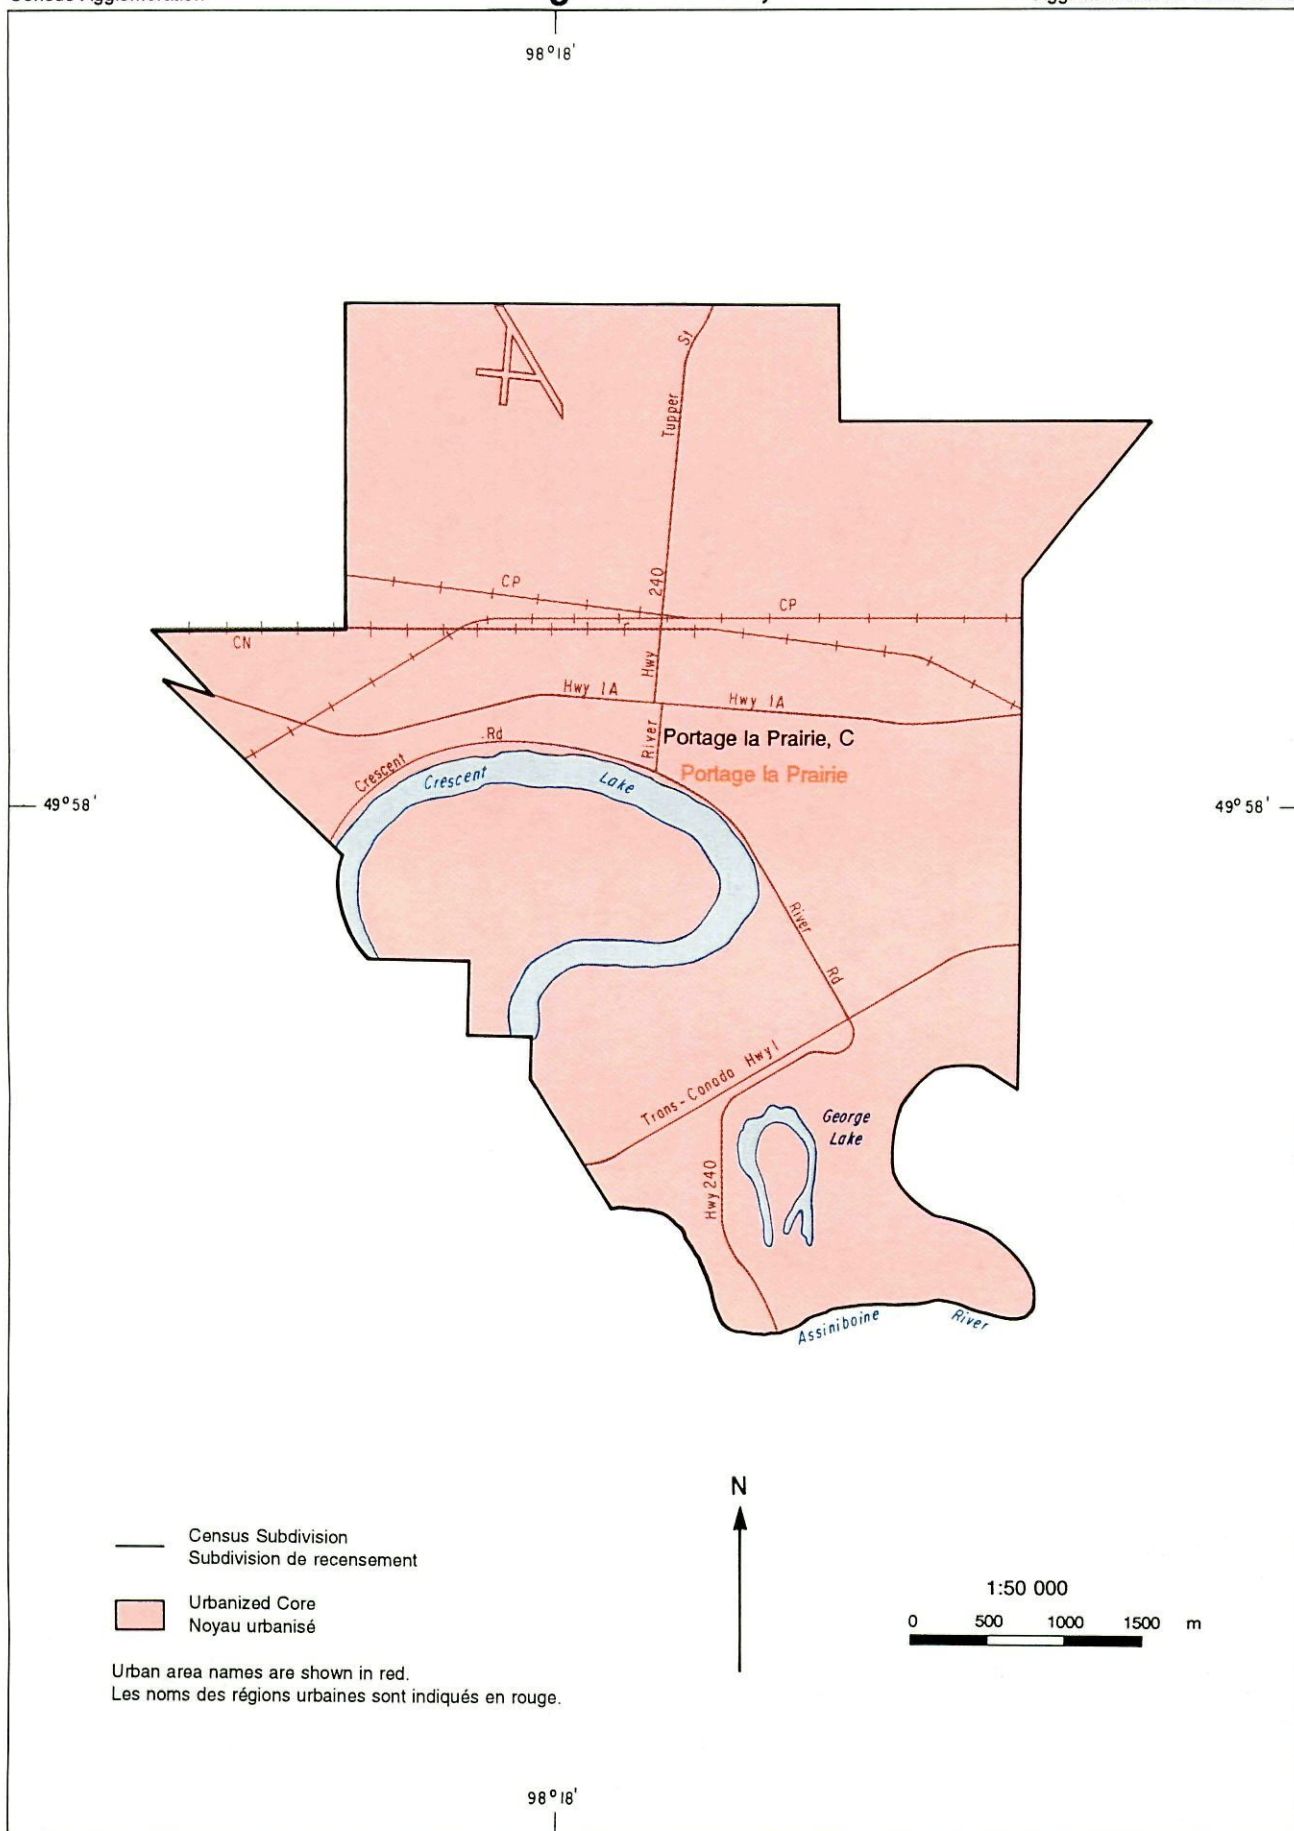 98°18'
St
Tupper
240
CP
CP
CN
Hwy
Hwy 1A
Hwy 1A
River
Portage la Prairie, C
Portage la Prairie
Crescent Rd
Crescent Lake
49°58'
49°58'
River Rd
Trans-Canada Hwy 1
George
Lake
Hwy 240
Assiniboine River
N
Census Subdivision
Subdivision de recensement
1:50 000
Urbanized Core
Noyau urbanisé
0 500 1000 1500 m
Urban area names are shown in red.
Les noms des régions urbaines sont indiqués en rouge.
98°18'